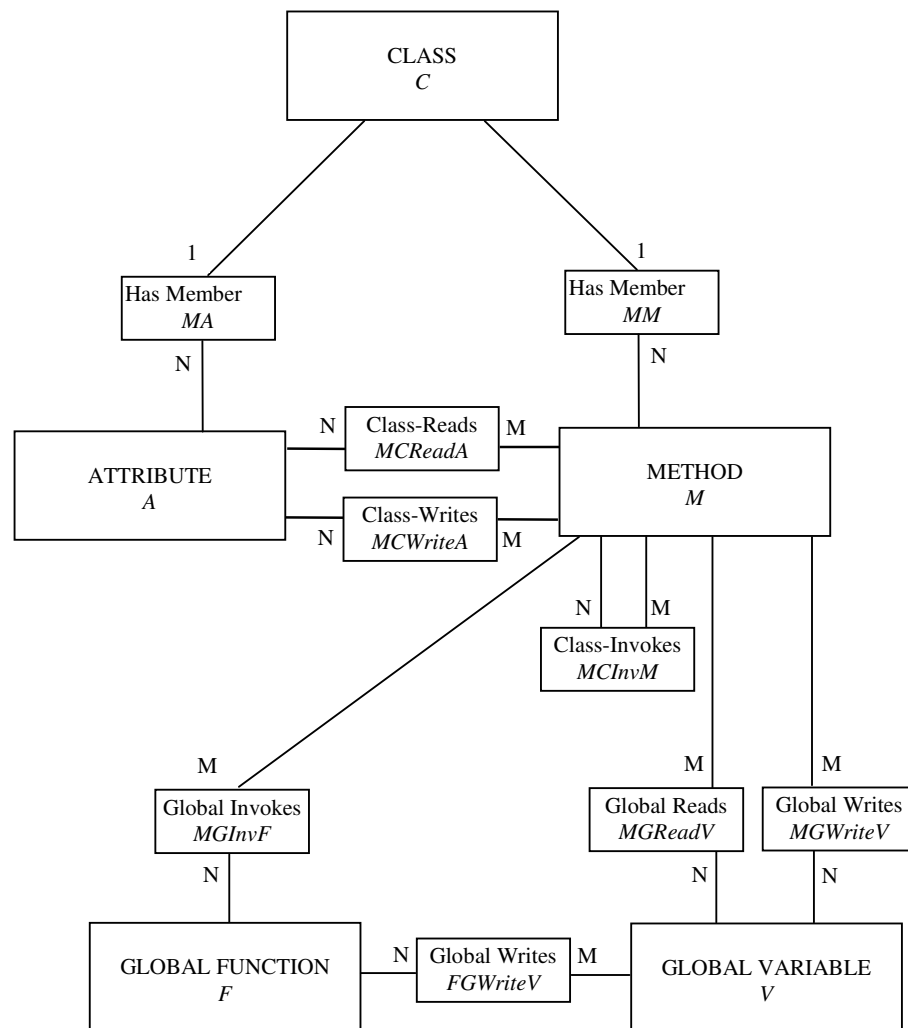 CLASS
C
1
1
Has Member
MA
Has Member
MM
N
N
N
Class-Reads
MCReadA
M
ATTRIBUTE
A
METHOD
M
N
Class-Writes
MCWriteA
M
N
M
Class-Invokes
MCInvM
M
M
M
Global Invokes
MGInvF
Global Reads
MGReadV
Global Writes
MGWriteV
N
N
N
GLOBAL FUNCTION
F
N
Global Writes
FGWriteV
M
GLOBAL VARIABLE
V